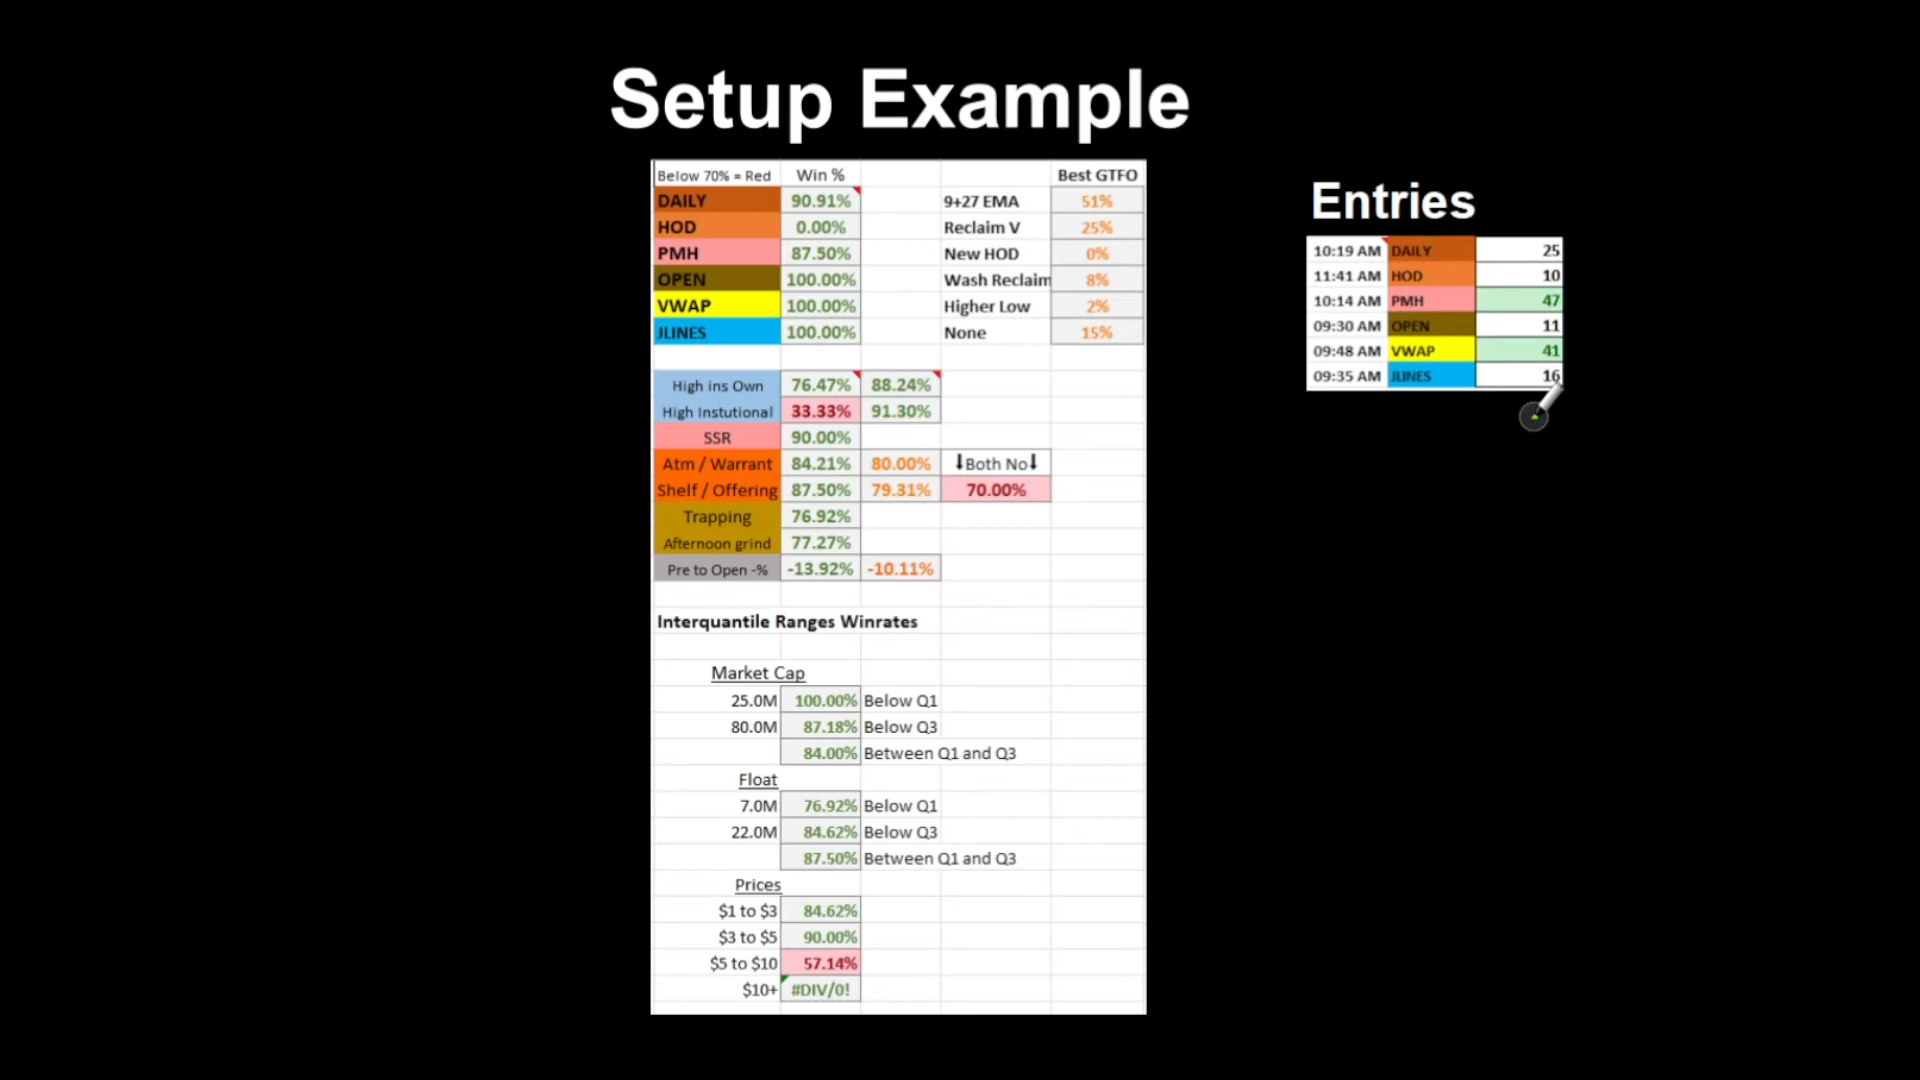 Setup Example
Below 70% = Red Win % Best GTFO
DAILY 90.91% 9+27 EMA 51%
HOD 0.00% Reclaim V 25%
PMH 87.50% New HOD 0%
OPEN 100.00% Wash Reclaim 8%
VWAP 100.00% Higher Low 2%
JLINES 100.00% None 15%
High ins Own 76.47% 88.24%
High Instutional 33.33% 91.30%
SSR 90.00%
Atm / Warrant 84.21% 80.00% ⬇Both No⬇
Shelf / Offering 87.50% 79.31% 70.00%
Trapping 76.92%
Afternoon grind 77.27%
Pre to Open -% -13.92% -10.11%
Interquantile Ranges Winrates
Market Cap
25.0M 100.00% Below Q1
80.0M 87.18% Below Q3
84.00% Between Q1 and Q3
Float
7.0M 76.92% Below Q1
22.0M 84.62% Below Q3
87.50% Between Q1 and Q3
Prices
$1 to $3 84.62%
$3 to $5 90.00%
$5 to $10 57.14%
$10+ #DIV/0!
Entries
10:19 AM DAILY 25
11:41 AM HOD 10
10:14 AM PMH 47
09:30 AM OPEN 11
09:48 AM VWAP 41
09:35 AM JLINES 16